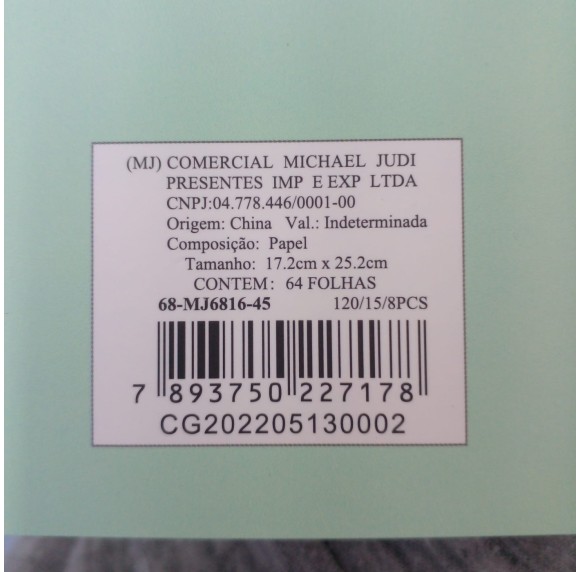 (MJ) COMERCIAL MICHAEL JUDI
PRESENTES IMP E EXP LTDA
CNPJ:04.778.446/0001-00
Origem: China Val.: Indeterminada
Composição: Papel
Tamanho: 17.2cm x 25.2cm
CONTEM: 64 FOLHAS
68-MJ6816-45 120/15/8PCS
7 893750 227178
CG202205130002